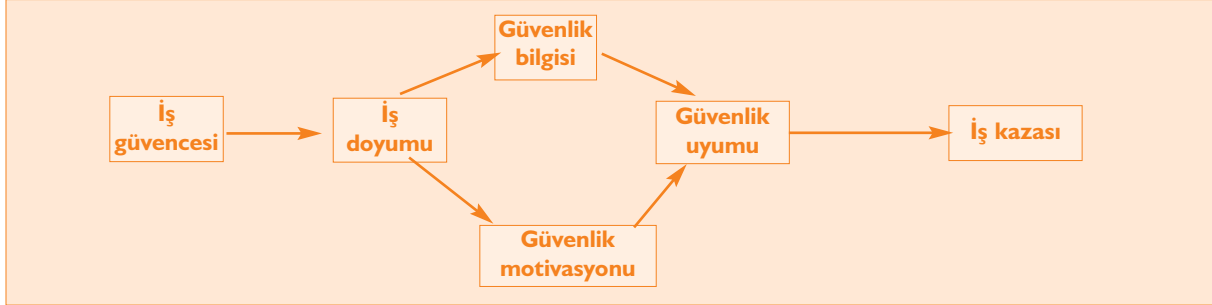 Güvenlik
bilgisi
İş
güvencesi
İş
doyumu
Güvenlik
uyumu
İş kazası
Güvenlik
motivasyonu